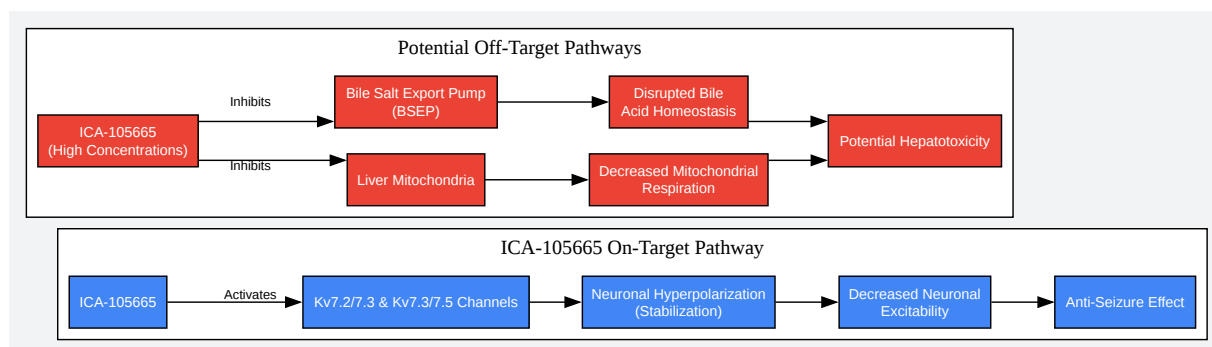 Potential Off-Target Pathways
Inhibits
Bile Salt Export Pump
(BSEP)
Disrupted Bile
Acid Homeostasis
ICA-105665
(High Concentrations)
Potential Hepatotoxicity
Inhibits
Liver Mitochondria
Decreased Mitochondrial
Respiration
ICA-105665 On-Target Pathway
ICA-105665
Activates
Kv7.2/7.3 & Kv7.3/7.5 Channels
Neuronal Hyperpolarization
(Stabilization)
Decreased Neuronal
Excitability
Anti-Seizure Effect